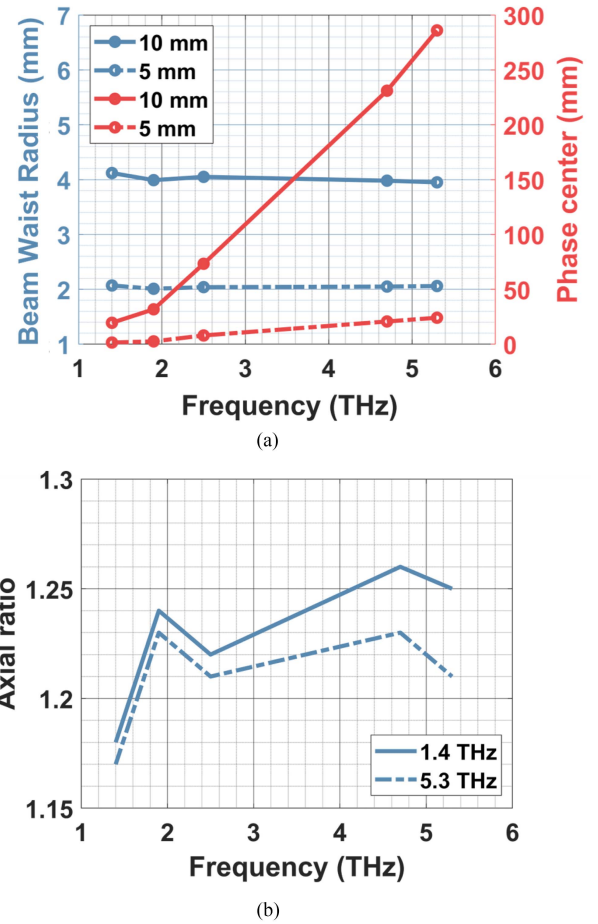 7
6
5
4
3
2
1
300
250
200
150
100
50
0
Beam Waist Radius (mm)
Phase center (mm)
10 mm
5 mm
10 mm
5 mm
1 2 3 4 5 6
Frequency (THz)
(a)
1.3
1.25
1.2
1.15
Axial ratio
1.4 THz
5.3 THz
1 2 3 4 5 6
Frequency (THz)
(b)